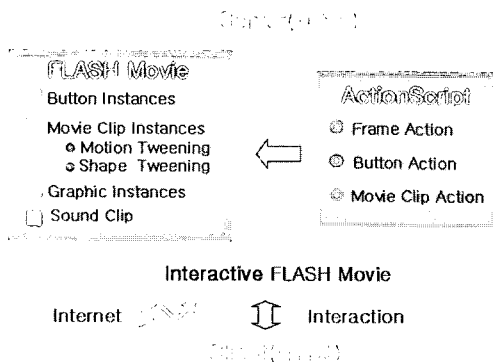 FLASH Movie
Button Instances
Movie Clip Instances
Motion Tweening
Shape Tweening
Graphic Instances
Sound Clip
ActionScript
Frame Action
Button Action
Movie Clip Action
Interactive FLASH Movie
Internet
Interaction